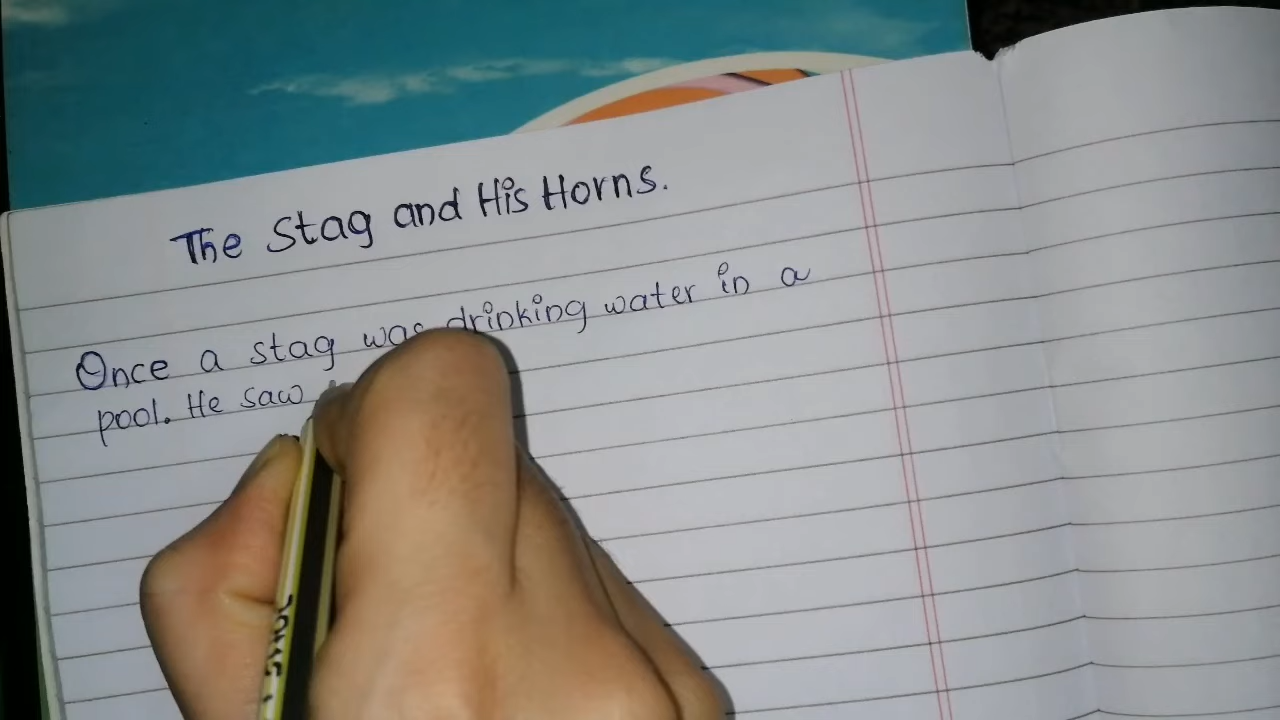 The Stag and His Horns.
Once a stag was drinking water in a
pool. He saw